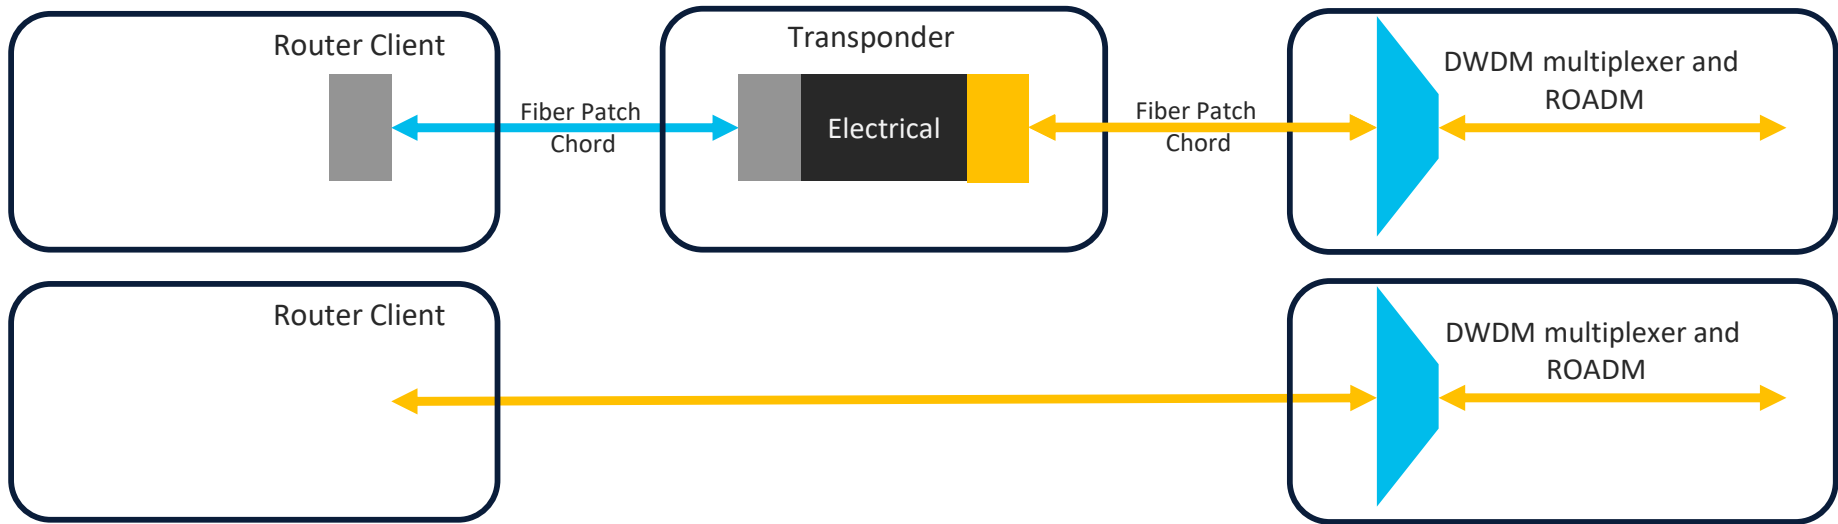 Router Client
Transponder
DWDM multiplexer and
ROADM
Fiber Patch
Chord
Electrical
Fiber Patch
Chord
Router Client
DWDM multiplexer and
ROADM